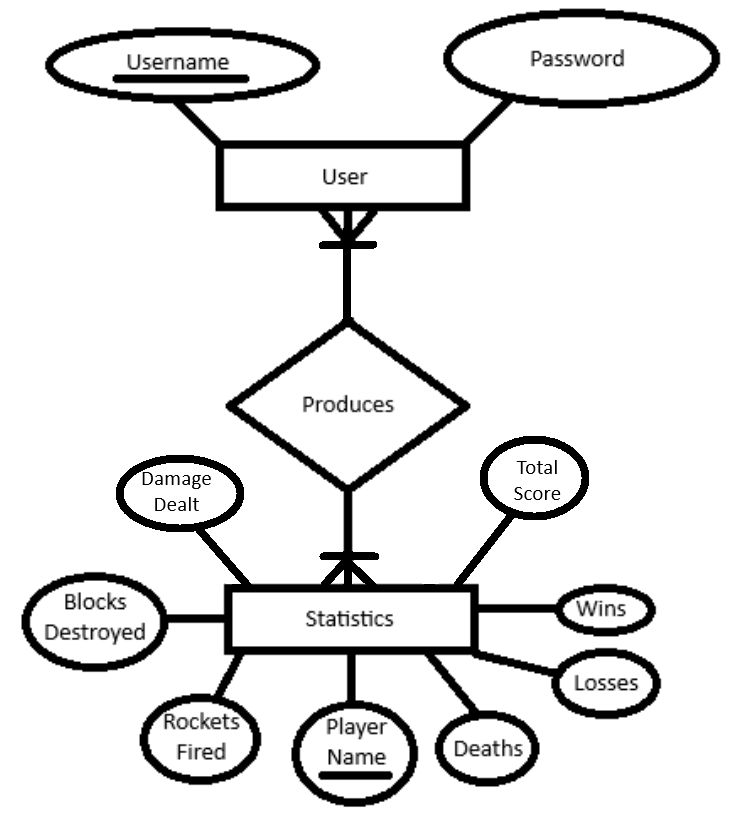 Username
Password
User
Produces
Damage
Dealt
Total
Score
Blocks
Destroyed
Statistics
Wins
Losses
Rockets
Fired
Player
Name
Deaths